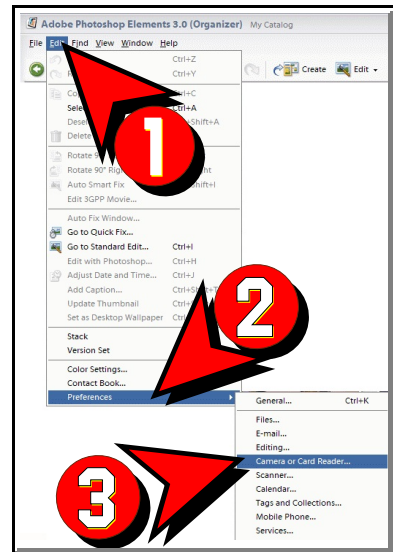 Adobe Photoshop Elements 3.0 (Organizer) My Catalog
File Edit Find View Window Help
Ctrl+Z
Ctrl+Y
Create Edit
Ctrl+C
Ctrl+A
Shift+A
Delete
1
Rotate
Rotate 90° Right
Auto Smart Fix Shift+I
Edit 3GPP Movie...
Auto Fix Window...
Go to Quick Fix...
Go to Standard Edit... Ctrl+I
Edit with Photoshop... Ctrl+H
Adjust Date and Time... Ctrl+J
Add Caption...
2
Update Thumbnail
Set as Desktop Wallpaper
Stack
Version Set
Color Settings...
Contact Book...
Preferences
General... Ctrl+K
Files...
E-mail...
Editing...
Camera or Card Reader...
Scanner...
3
Calendar...
Tags and Collections...
Mobile Phone...
Services...